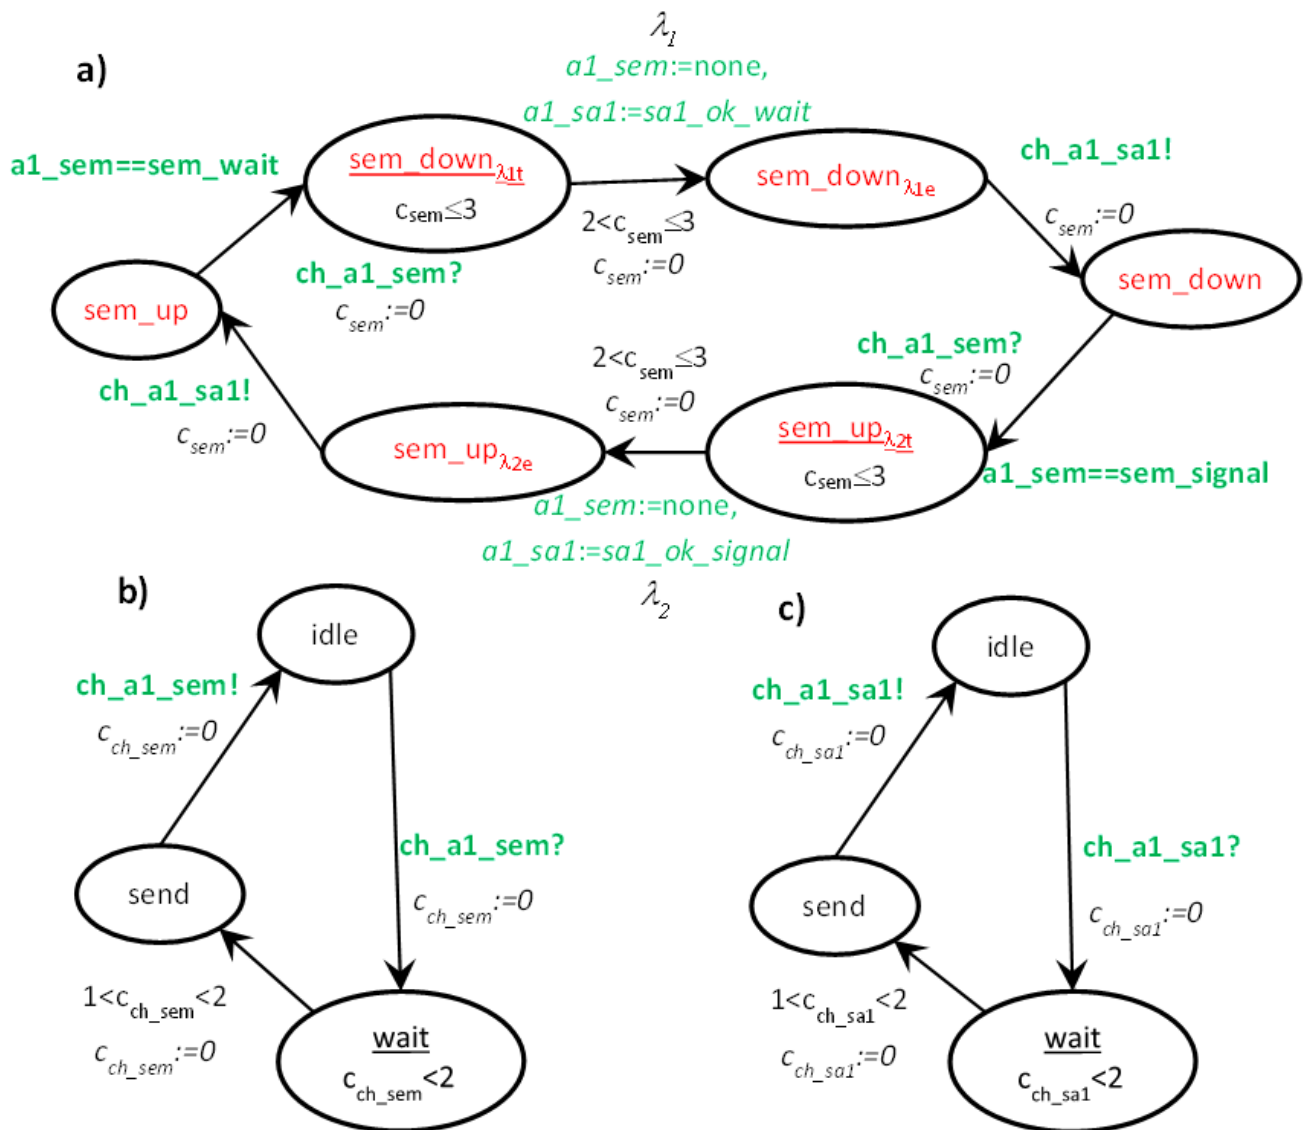 λ1
a)
a1_sem:=none,
a1_sa1:=sa1_ok_wait
a1_sem==sem_wait
sem_downλ1t
csem≤3
sem_downλ1e
ch_a1_sa1!
csem:=0
2<csem≤3
csem:=0
ch_a1_sem?
csem:=0
sem_up
sem_down
ch_a1_sa1!
csem:=0
2<csem≤3
csem:=0
ch_a1_sem?
csem:=0
sem_upλ2e
sem_upλ2t
csem≤3
a1_sem==sem_signal
a1_sem:=none,
a1_sa1:=sa1_ok_signal
λ2
b)
idle
ch_a1_sem!
cch_sem:=0
ch_a1_sem?
cch_sem:=0
send
1<cch_sem<2
cch_sem:=0
wait
cch_sem<2
c)
idle
ch_a1_sa1!
cch_sa1:=0
ch_a1_sa1?
cch_sa1:=0
send
1<cch_sa1<2
cch_sa1:=0
wait
cch_sa1<2